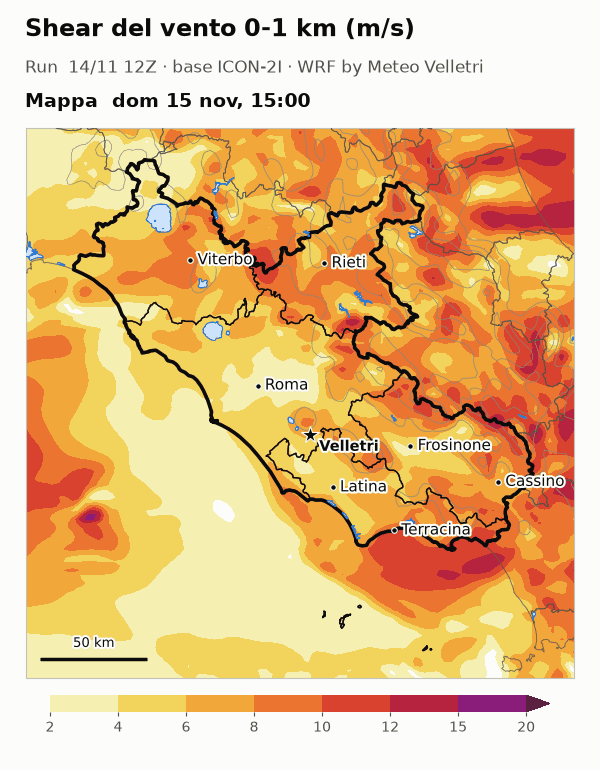 Shear del vento 0-1 km (m/s)
Run 14/11 12Z · base ICON-2I · WRF by Meteo Velletri
Mappa dom 15 nov, 15:00
Viterbo
Rieti
Roma
Velletri
Frosinone
Latina
Cassino
Terracina
50 km
2 4 6 8 10 12 15 20